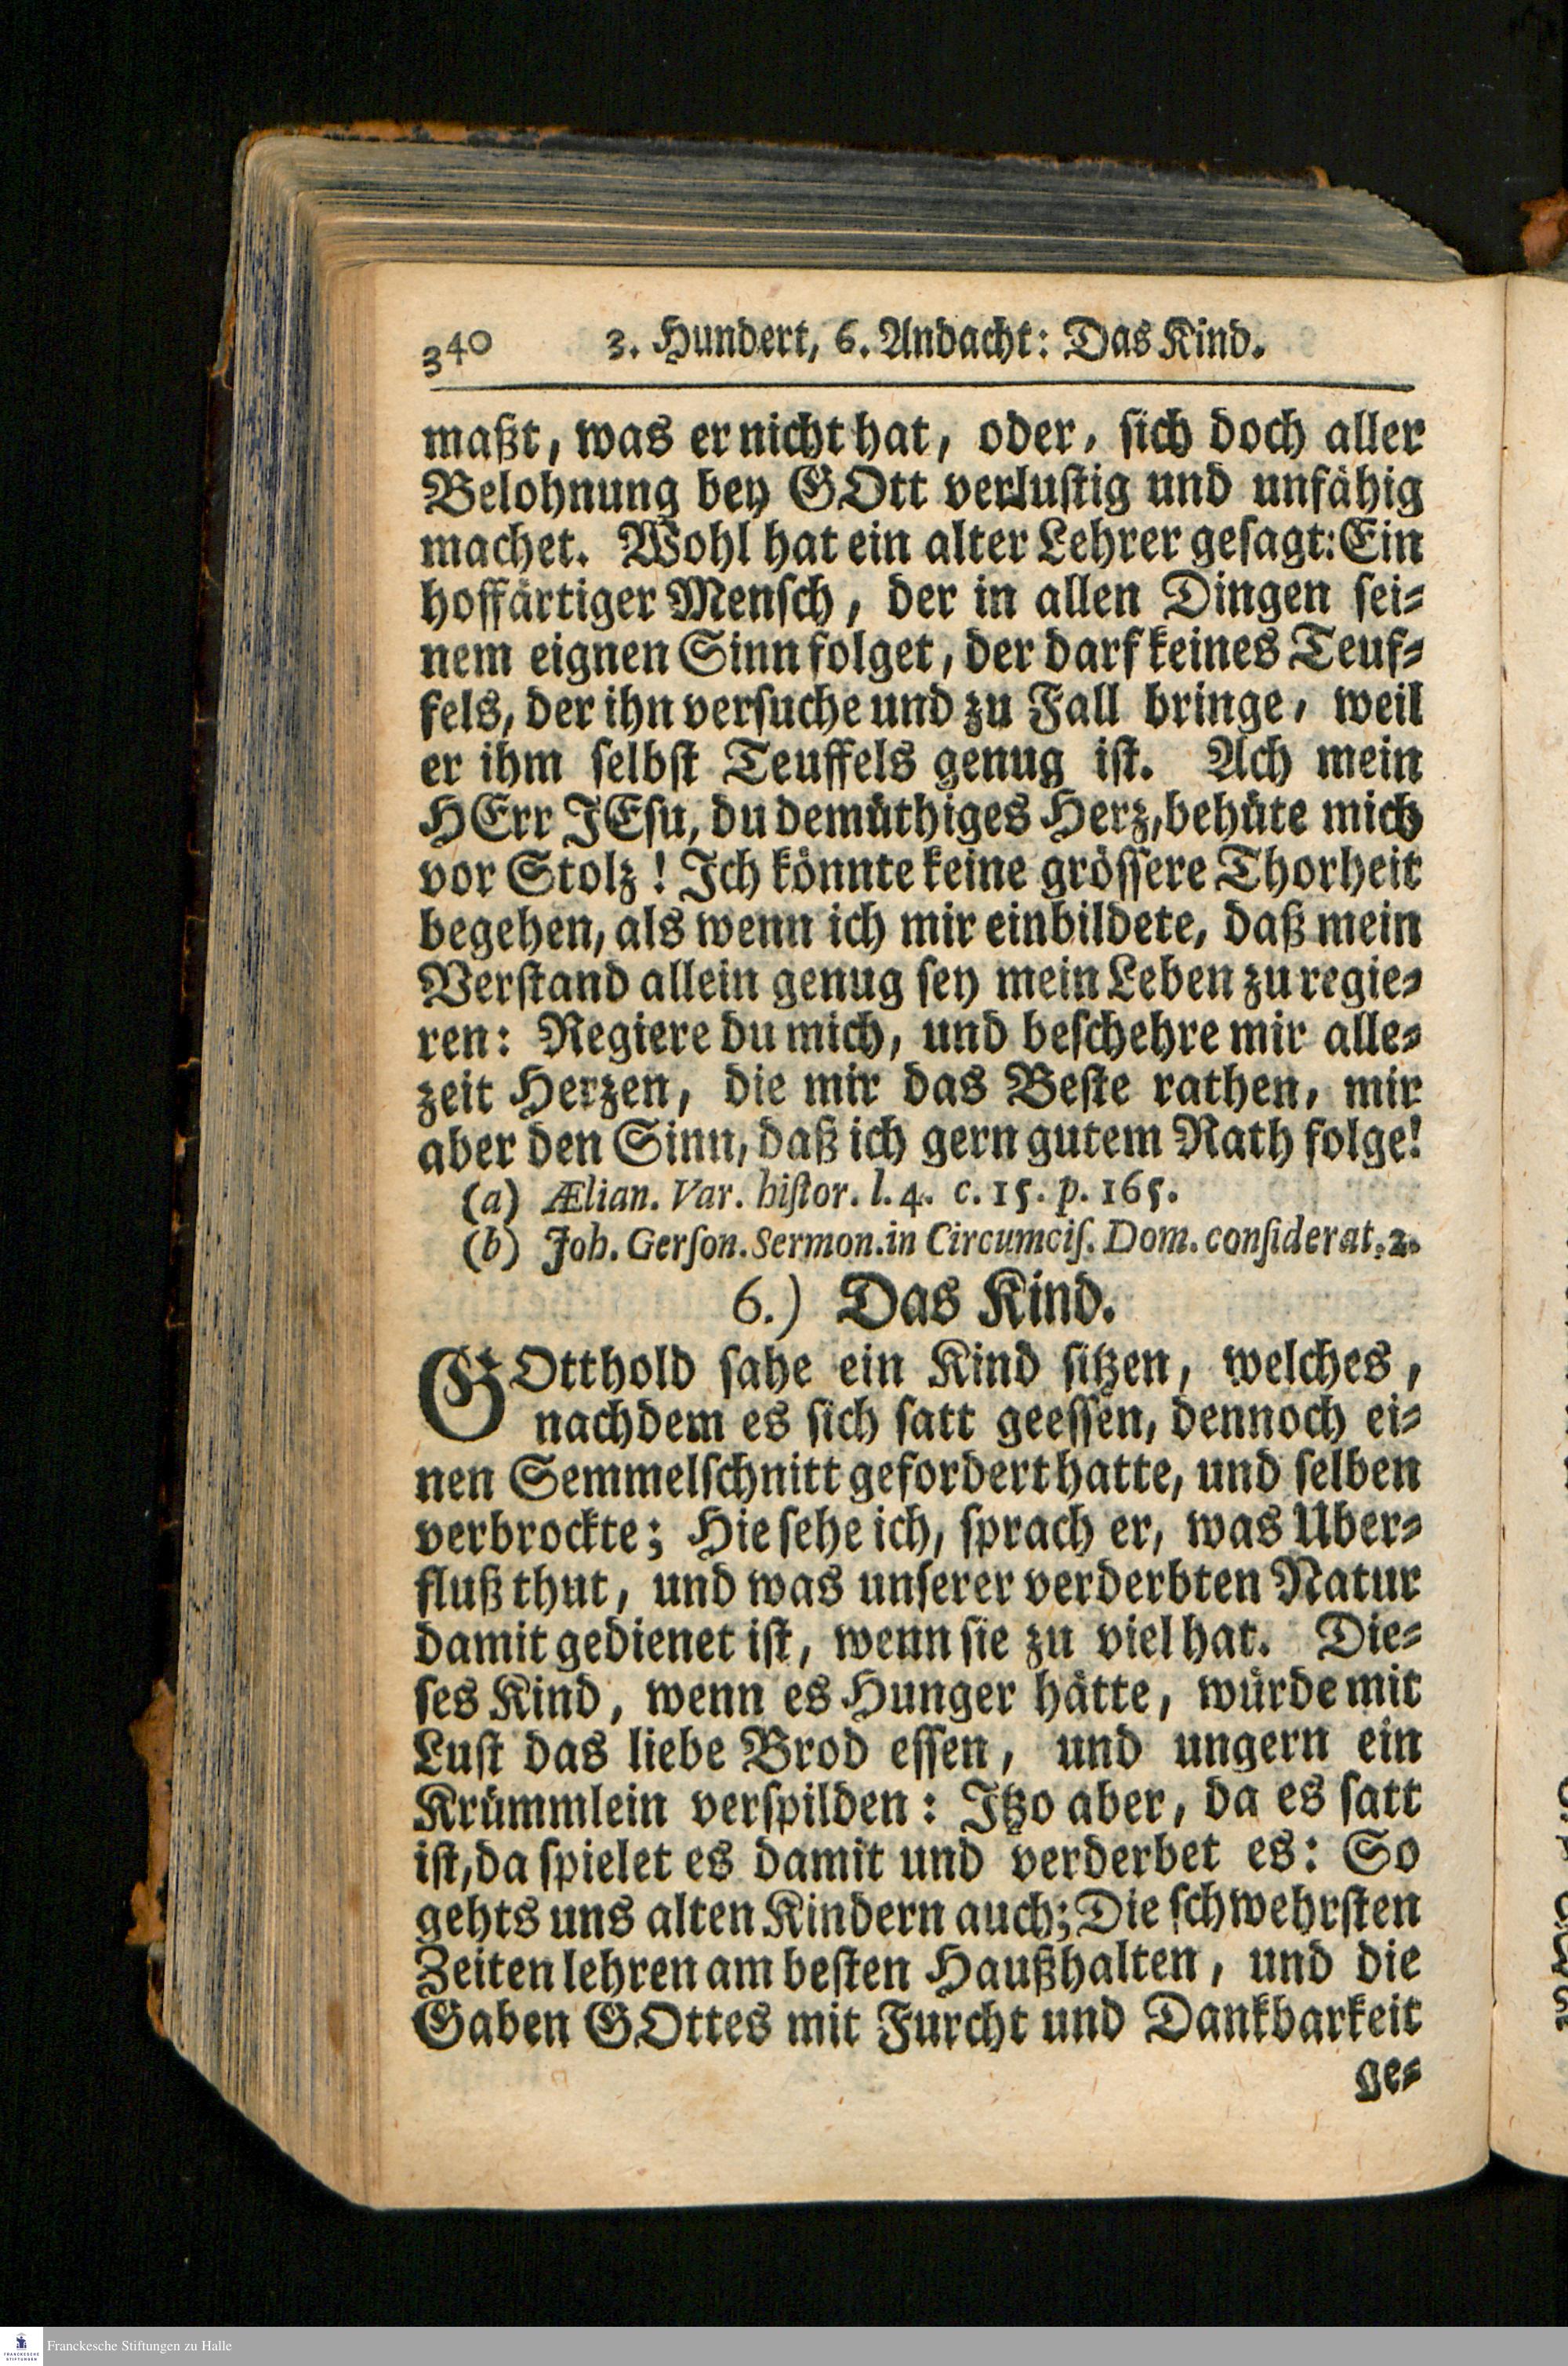 340 3. Hundert, 6. Andacht: Das Kind.
maßt, was er nicht hat, oder, sich doch aller
Belohnung bey GOtt verlustig und unfähig
machet. Wohl hat ein alter Lehrer gesagt: Ein
hoffärtiger Mensch, der in allen Dingen sei-
nem eignen Sinn folget, der darf keines Teuf-
fels, der ihn versuche und zu Fall bringe, weil
er ihm selbst Teuffels genug ist. Ach mein
HErr JEsu, du demüthiges Herz, behüte mich
vor Stolz! Ich könnte keine grössere Thorheit
begehen, als wenn ich mir einbildete, daß mein
Verstand allein genug sey mein Leben zu regie-
ren: Regiere du mich, und beschehre mir alle-
zeit Herzen, die mir das Beste rathen, mir
aber den Sinn, daß ich gern gutem Rath folge!
(a) Ælian. Var. histor. l. 4. c. 15. p. 165.
(b) Joh. Gerson. Sermon. in Circumcis. Dom. considerat. 2.
6.) Das Kind.
GOtthold sahe ein Kind sitzen, welches,
nachdem es sich satt geessen, dennoch ei-
nen Semmelschnitt gefordert hatte, und selben
verbrockte; Hie sehe ich, sprach er, was Uber-
fluß thut, und was unserer verderbten Natur
damit gedienet ist, wenn sie zu viel hat. Die-
ses Kind, wenn es Hunger hätte, würde mit
Lust das liebe Brod essen, und ungern ein
Krümmlein verspilden: Itzo aber, da es satt
ist, da spielet es damit und verderbet es: So
gehts uns alten Kindern auch; Die schwehrsten
Zeiten lehren am besten Haußhalten, und die
Gaben GOttes mit Furcht und Dankbarkeit
ge-
Franckesche Stiftungen zu Halle
FRANCKESCHE
STIFTUNGEN